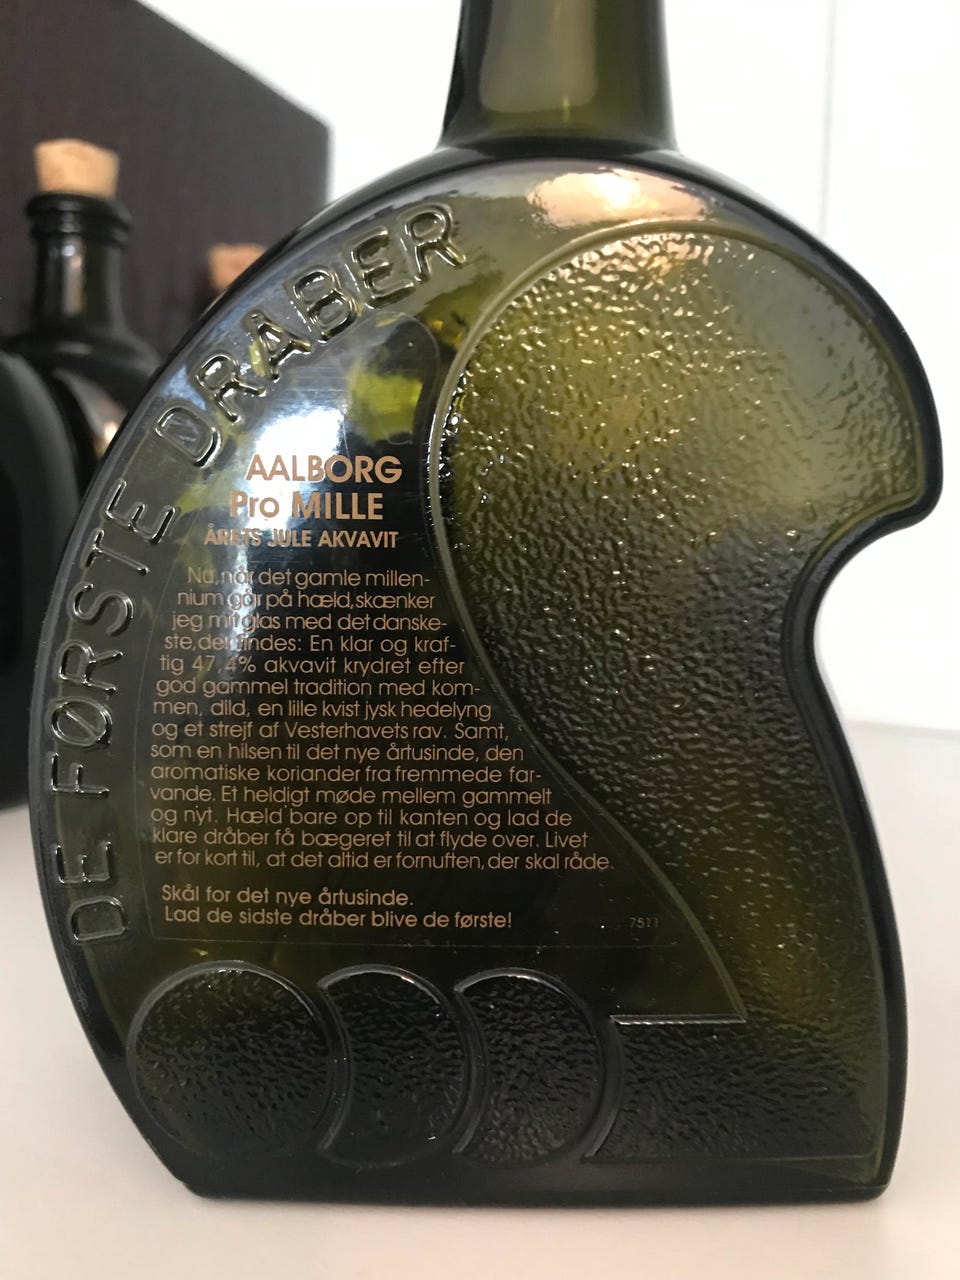 DE FØRSTE DRÅBER
AALBORG
Pro MILLE
ÅRETS JULE AKVAVIT
Nu, når det gamle millen-
nium går på hæld, skænker
jeg mit glas med det danske-
ste, der findes: En klar og kraf-
tig 47,4% akvavit krydret efter
god gammel tradition med kom-
men, dild, en lille kvist jysk hedelyng
og et strejf af Vesterhavets rav. Samt,
som en hilsen til det nye årtusinde, den
aromatiske koriander fra fremmede far-
vande. Et heldigt møde mellem gammelt
og nyt. Hæld bare op til kanten og lad de
klare dråber få bægeret til at flyde over. Livet
er for kort til, at det altid er fornuften, der skal råde.
Skål for det nye årtusinde.
Lad de sidste dråber blive de første!
7511